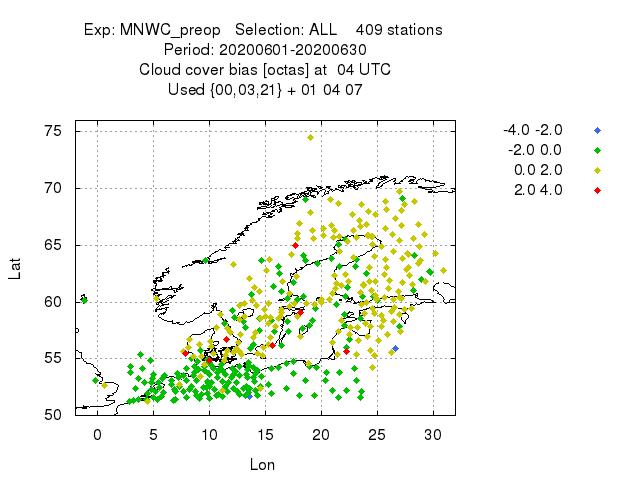 Exp: MNWC_preop   Selection: ALL    409 stations
Period: 20200601-20200630
Cloud cover bias [octas] at  04 UTC
Used {00,03,21} + 01 04 07
-4.0 -2.0
-2.0 0.0
0.0 2.0
2.0 4.0
75
70
65
60
55
50
Lat
0 5 10 15 20 25 30
Lon